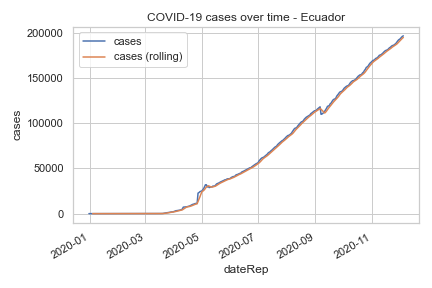 COVID-19 cases over time - Ecuador
cases
cases (rolling)
200000
150000
100000
50000
0
cases
2020-01
2020-03
2020-05
2020-07
2020-09
2020-11
dateRep